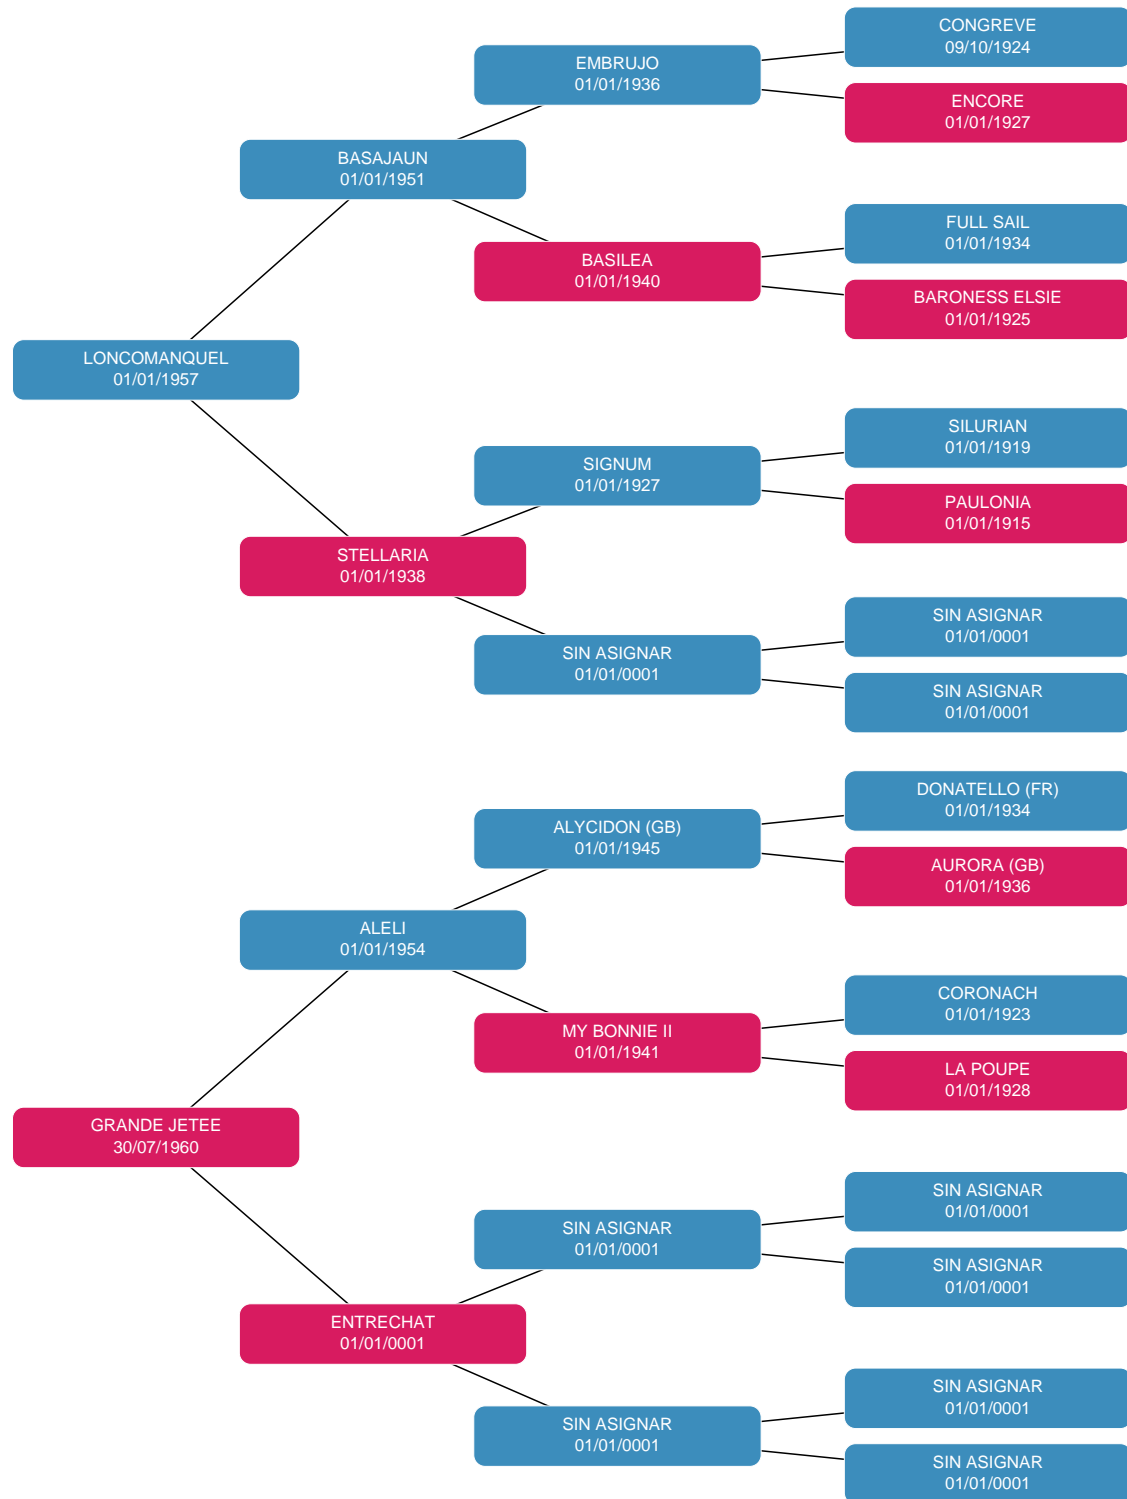 CONGREVE
09/10/1924
EMBRUJO
01/01/1936
ENCORE
01/01/1927
BASAJAUN
01/01/1951
FULL SAIL
01/01/1934
BASILEA
01/01/1940
BARONESS ELSIE
01/01/1925
LONCOMANQUEL
01/01/1957
SILURIAN
01/01/1919
SIGNUM
01/01/1927
PAULONIA
01/01/1915
STELLARIA
01/01/1938
SIN ASIGNAR
01/01/0001
SIN ASIGNAR
01/01/0001
SIN ASIGNAR
01/01/0001
DONATELLO (FR)
01/01/1934
ALYCIDON (GB)
01/01/1945
AURORA (GB)
01/01/1936
ALELI
01/01/1954
CORONACH
01/01/1923
MY BONNIE II
01/01/1941
LA POUPE
01/01/1928
GRANDE JETEE
30/07/1960
SIN ASIGNAR
01/01/0001
SIN ASIGNAR
01/01/0001
SIN ASIGNAR
01/01/0001
ENTRECHAT
01/01/0001
SIN ASIGNAR
01/01/0001
SIN ASIGNAR
01/01/0001
SIN ASIGNAR
01/01/0001